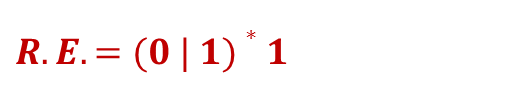 R.E.= (0 | 1) * 1